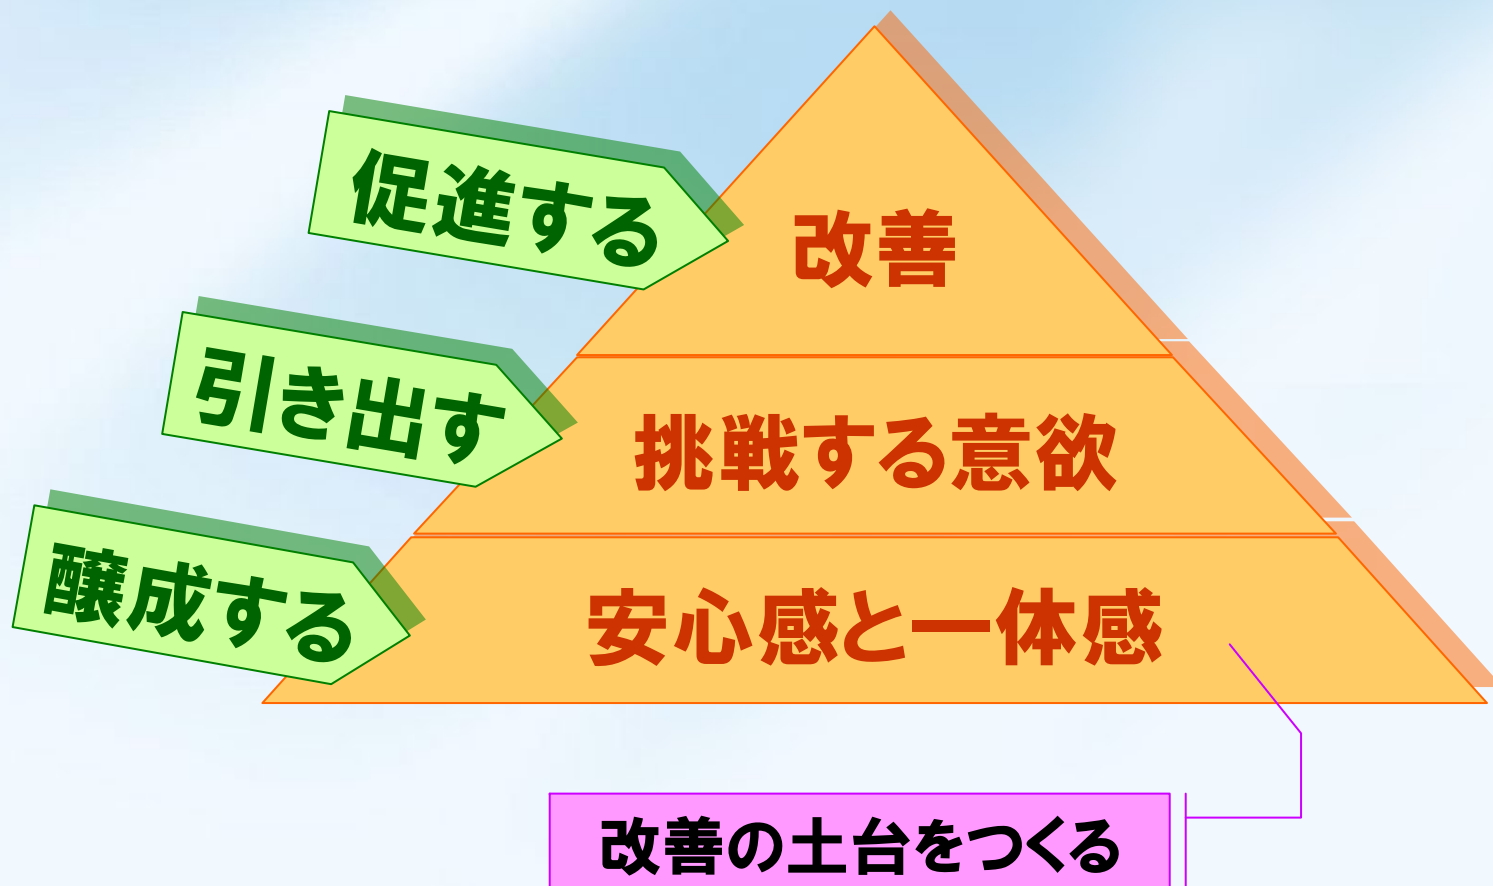 促進する
改善
引き出す
挑戦する意欲
醸成する
安心感と一体感
改善の土台をつくる